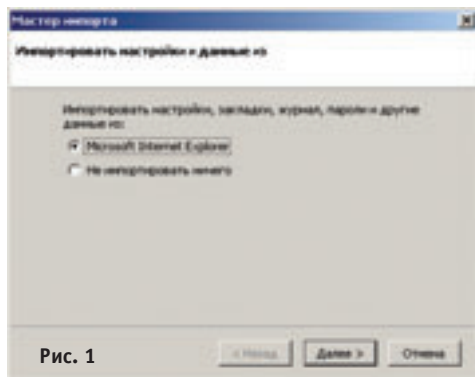 Мастер импорта
Импортировать настройки и данные из
Импортировать настройки, закладки, журнал, пароли и другие
данные из:
Microsoft Internet Explorer
Не импортировать ничего
< Назад
Далее >
Отмена
Рис. 1